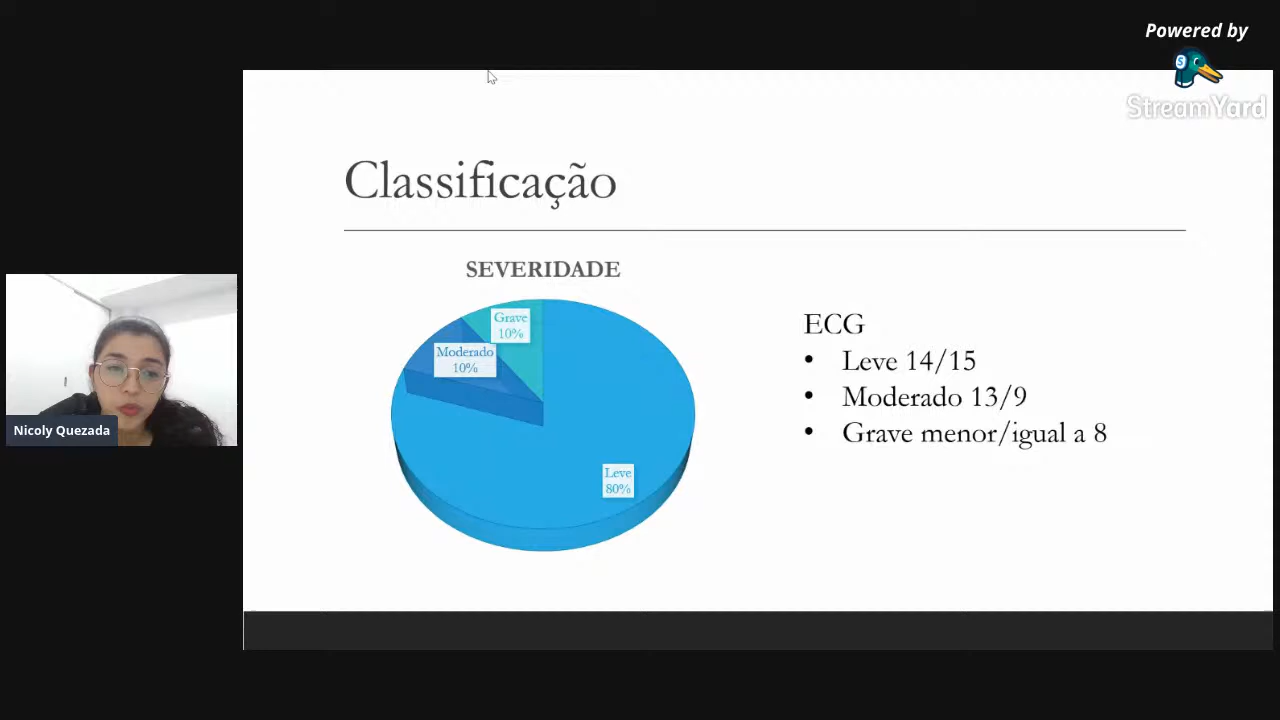 Powered by
StreamYard
Classificação
SEVERIDADE
Grave
10%
Moderado
10%
Leve
80%
ECG
• Leve 14/15
• Moderado 13/9
• Grave menor/igual a 8
Nicoly Quezada